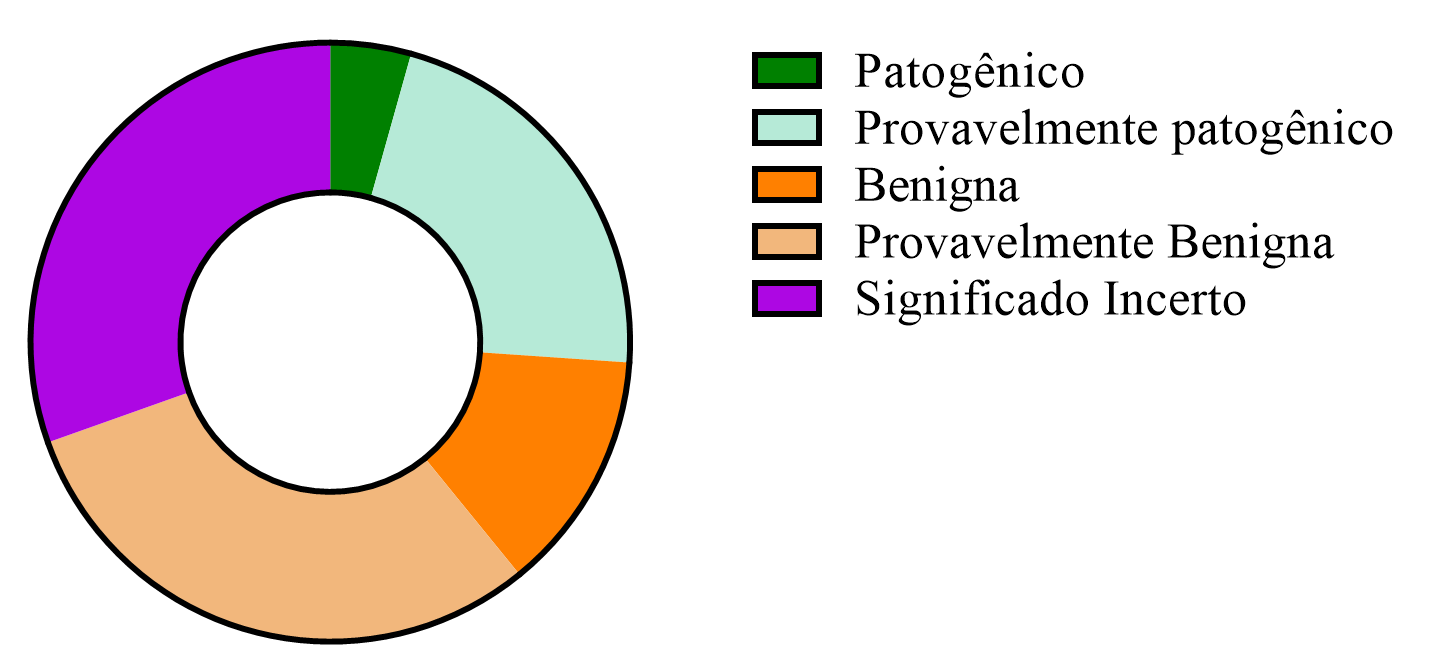 Patogênico
Provavelmente patogênico
Benigna
Provavelmente Benigna
Significado Incerto